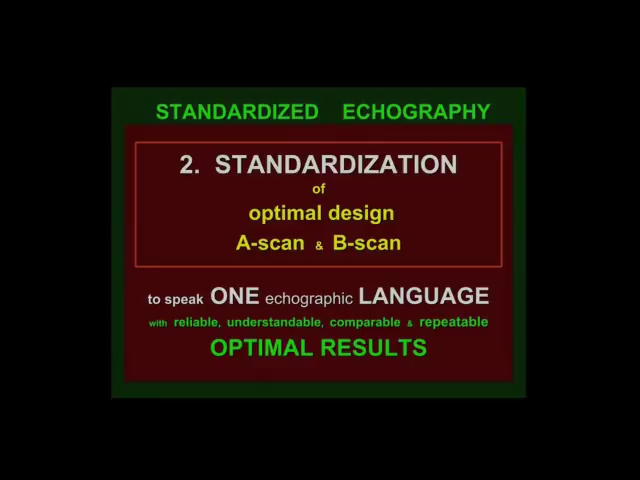 STANDARDIZED ECHOGRAPHY
2. STANDARDIZATION
of
optimal design
A-scan & B-scan
to speak ONE echographic LANGUAGE
with reliable, understandable, comparable & repeatable
OPTIMAL RESULTS